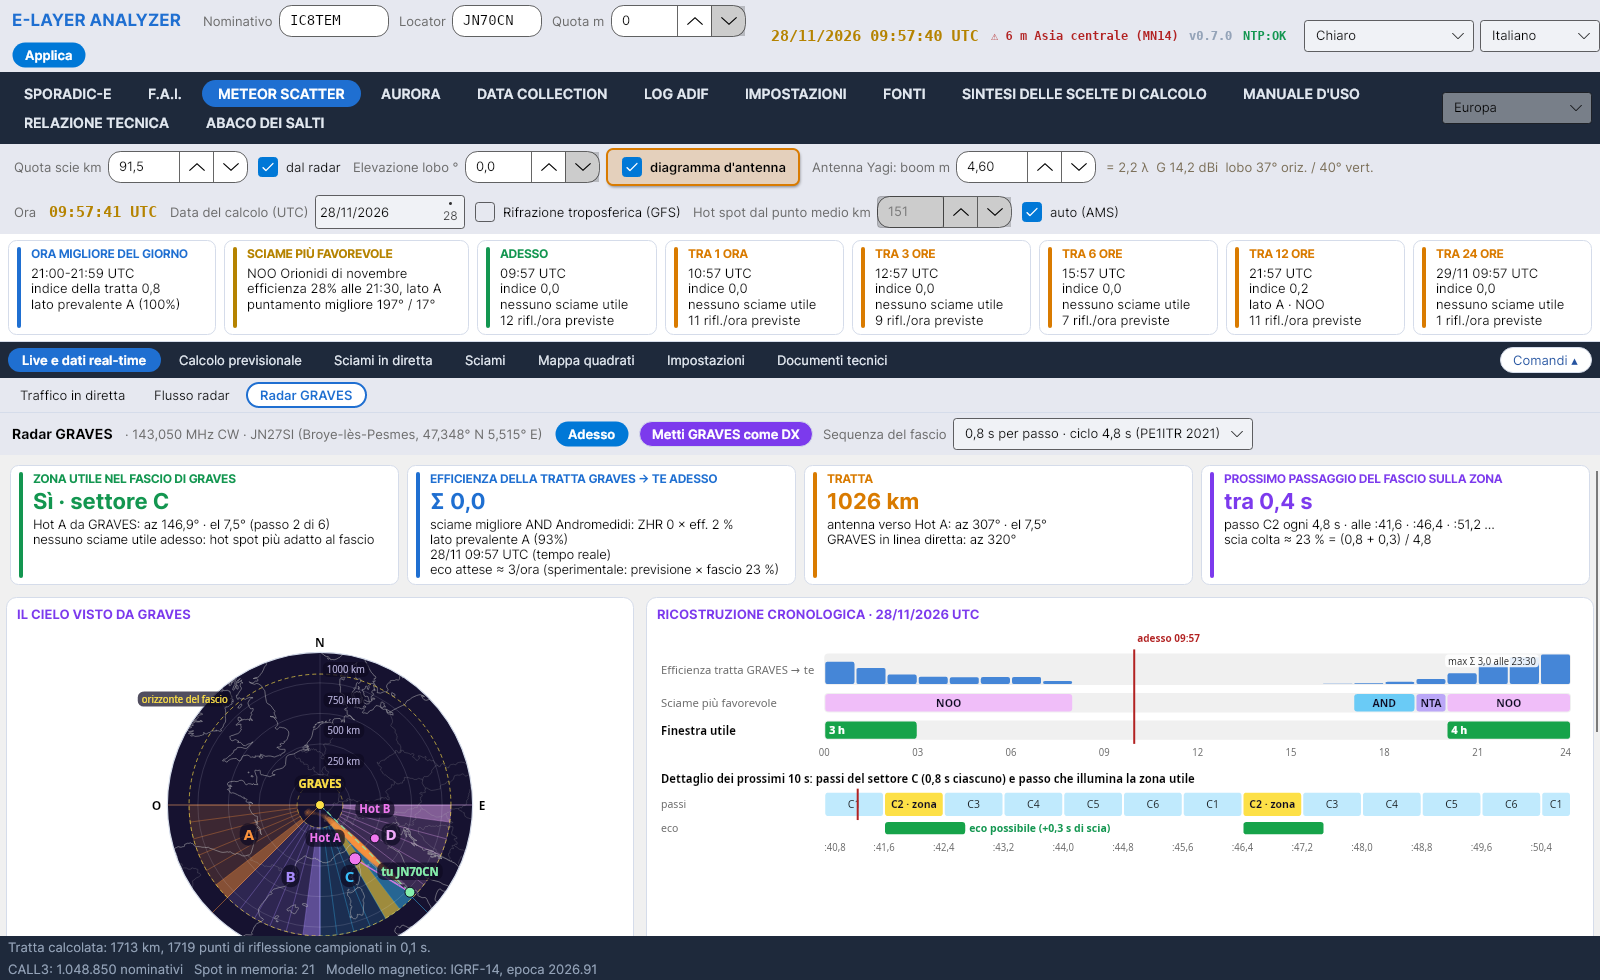 E-LAYER ANALYZER
Nominativo IC8TEM Locator JN70CN Quota m 0
Applica
28/11/2026 09:57:40 UTC ⚠ 6 m Asia centrale (MN14) v0.7.0 NTP:OK Chiaro Italiano
SPORADIC-E F.A.I. METEOR SCATTER AURORA DATA COLLECTION LOG ADIF IMPOSTAZIONI FONTI SINTESI DELLE SCELTE DI CALCOLO MANUALE D'USO
RELAZIONE TECNICA ABACO DEI SALTI
Europa
Quota scie km 91,5 dal radar Elevazione lobo ° 0,0 diagramma d'antenna Antenna Yagi: boom m 4,60 = 2,2 λ G 14,2 dBi lobo 37° oriz. / 40° vert.
Ora 09:57:41 UTC Data del calcolo (UTC) 28/11/2026 28 Rifrazione troposferica (GFS) Hot spot dal punto medio km 151 auto (AMS)
ORA MIGLIORE DEL GIORNO
21:00-21:59 UTC
indice della tratta 0,8
lato prevalente A (100%)
SCIAME PIÙ FAVOREVOLE
NOO Orionidi di novembre
efficienza 28% alle 21:30, lato A
puntamento migliore 197° / 17°
ADESSO
09:57 UTC
indice 0,0
nessuno sciame utile
12 rifl./ora previste
TRA 1 ORA
10:57 UTC
indice 0,0
nessuno sciame utile
11 rifl./ora previste
TRA 3 ORE
12:57 UTC
indice 0,0
nessuno sciame utile
9 rifl./ora previste
TRA 6 ORE
15:57 UTC
indice 0,0
nessuno sciame utile
7 rifl./ora previste
TRA 12 ORE
21:57 UTC
indice 0,2
lato A · NOO
11 rifl./ora previste
TRA 24 ORE
29/11 09:57 UTC
indice 0,0
nessuno sciame utile
1 rifl./ora previste
Live e dati real-time Calcolo previsionale Sciami in diretta Sciami Mappa quadrati Impostazioni Documenti tecnici Comandi ▴
Traffico in diretta Flusso radar Radar GRAVES
Radar GRAVES · 143,050 MHz CW · JN27SI (Broye-lès-Pesmes, 47,348° N 5,515° E) Adesso Metti GRAVES come DX Sequenza del fascio 0,8 s per passo · ciclo 4,8 s (PE1ITR 2021)
ZONA UTILE NEL FASCIO DI GRAVES
Sì · settore C
Hot A da GRAVES: az 146,9° · el 7,5° (passo 2 di 6)
nessuno sciame utile adesso: hot spot più adatto al fascio
EFFICIENZA DELLA TRATTA GRAVES → TE ADESSO
Σ 0,0
sciame migliore AND Andromedidi: ZHR 0 × eff. 2 %
lato prevalente A (93%)
28/11 09:57 UTC (tempo reale)
eco attese ≈ 3/ora (sperimentale: previsione × fascio 23 %)
TRATTA
1026 km
antenna verso Hot A: az 307° · el 7,5°
GRAVES in linea diretta: az 320°
PROSSIMO PASSAGGIO DEL FASCIO SULLA ZONA
tra 0,4 s
passo C2 ogni 4,8 s · alle :41,6 · :46,4 · :51,2 ...
scia colta ≈ 23 % = (0,8 + 0,3) / 4,8
IL CIELO VISTO DA GRAVES
N
1000 km
orizzonte del fascio
750 km
500 km
250 km
GRAVES
O
E
Hot B
A
Hot A
D
B
C
tu JN70CN
RICOSTRUZIONE CRONOLOGICA · 28/11/2026 UTC
adesso 09:57
Efficienza tratta GRAVES → te
max Σ 3,0 alle 23:30
Sciame più favorevole NOO AND NTA NOO
Finestra utile 3 h 4 h
00 03 06 09 12 15 18 21 24
Dettaglio dei prossimi 10 s: passi del settore C (0,8 s ciascuno) e passo che illumina la zona utile
passi C1 C2 · zona C3 C4 C5 C6 C1 C2 · zona C3 C4 C5 C6 C1
eco eco possibile (+0,3 s di scia)
:40,8 :41,6 :42,4 :43,2 :44,0 :44,8 :45,6 :46,4 :47,2 :48,0 :48,8 :49,6 :50,4
Tratta calcolata: 1713 km, 1719 punti di riflessione campionati in 0,1 s.
CALL3: 1.048.850 nominativi Spot in memoria: 21 Modello magnetico: IGRF-14, epoca 2026.91